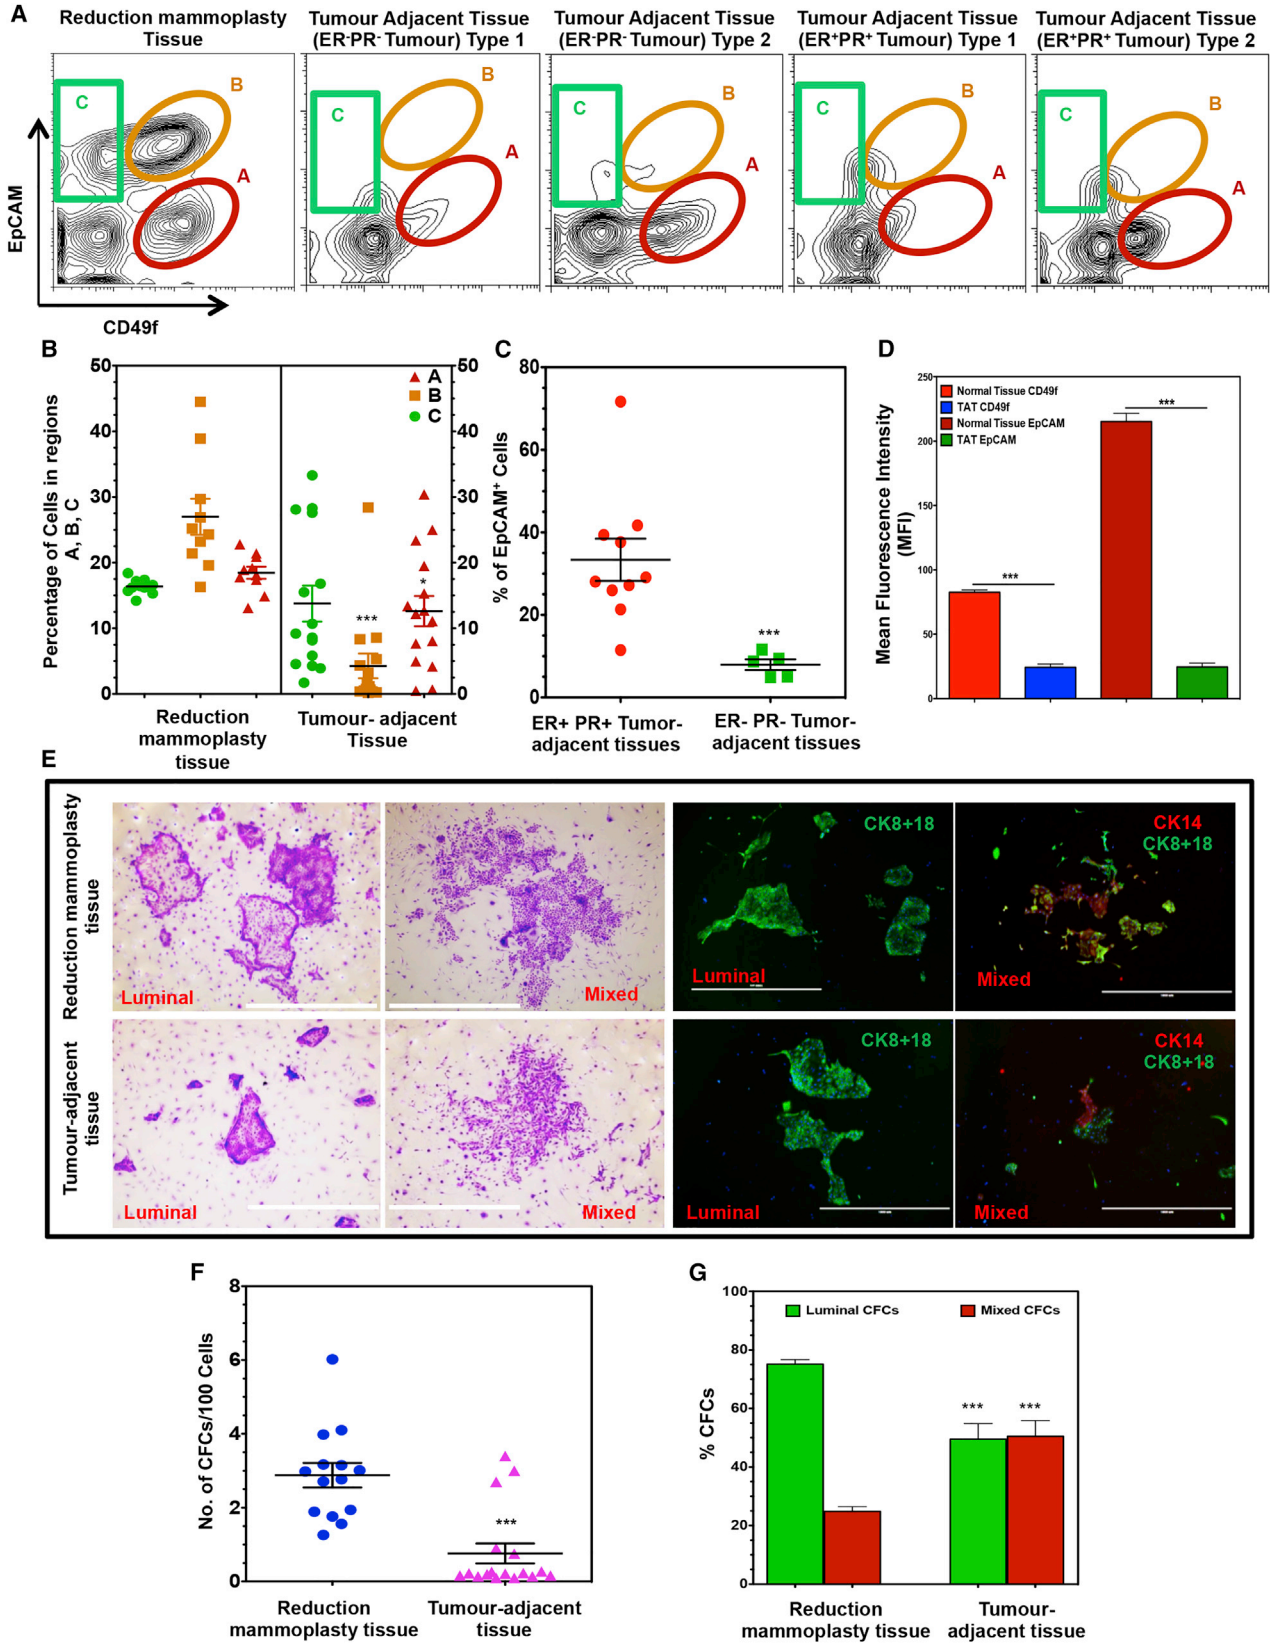 A
Reduction mammoplasty
Tissue
Tumour Adjacent Tissue
(ER-PR- Tumour) Type 1
Tumour Adjacent Tissue
(ER-PR- Tumour) Type 2
Tumour Adjacent Tissue
(ER+PR+ Tumour) Type 1
Tumour Adjacent Tissue
(ER+PR+ Tumour) Type 2
C
B
A
C
B
A
C
B
A
C
B
A
C
B
A
EpCAM
CD49f
B
Percentage of Cells in regions
A, B, C
50
40
30
20
10
0
50
40
30
20
10
0
A
B
C
***
*
Reduction
mammoplasty
tissue
Tumour- adjacent
Tissue
C
% of EpCAM+ Cells
80
60
40
20
0
***
ER+ PR+ Tumor-
adjacent tissues
ER- PR- Tumor-
adjacent tissues
D
Mean Fluorescence Intensity
(MFI)
250
200
150
100
50
0
Normal Tissue CD49f
TAT CD49f
Normal Tissue EpCAM
TAT EpCAM
***
***
E
Reduction mammoplasty
tissue
Luminal
Mixed
CK8+18
Luminal
CK14
CK8+18
Mixed
Tumour-adjacent
tissue
Luminal
Mixed
CK8+18
Luminal
CK14
CK8+18
Mixed
F
No. of CFCs/100 Cells
8
6
4
2
0
***
Reduction
mammoplasty tissue
Tumour-adjacent
tissue
G
% CFCs
100
80
60
40
20
0
Luminal CFCs
Mixed CFCs
***
***
Reduction
mammoplasty tissue
Tumour-
adjacent tissue